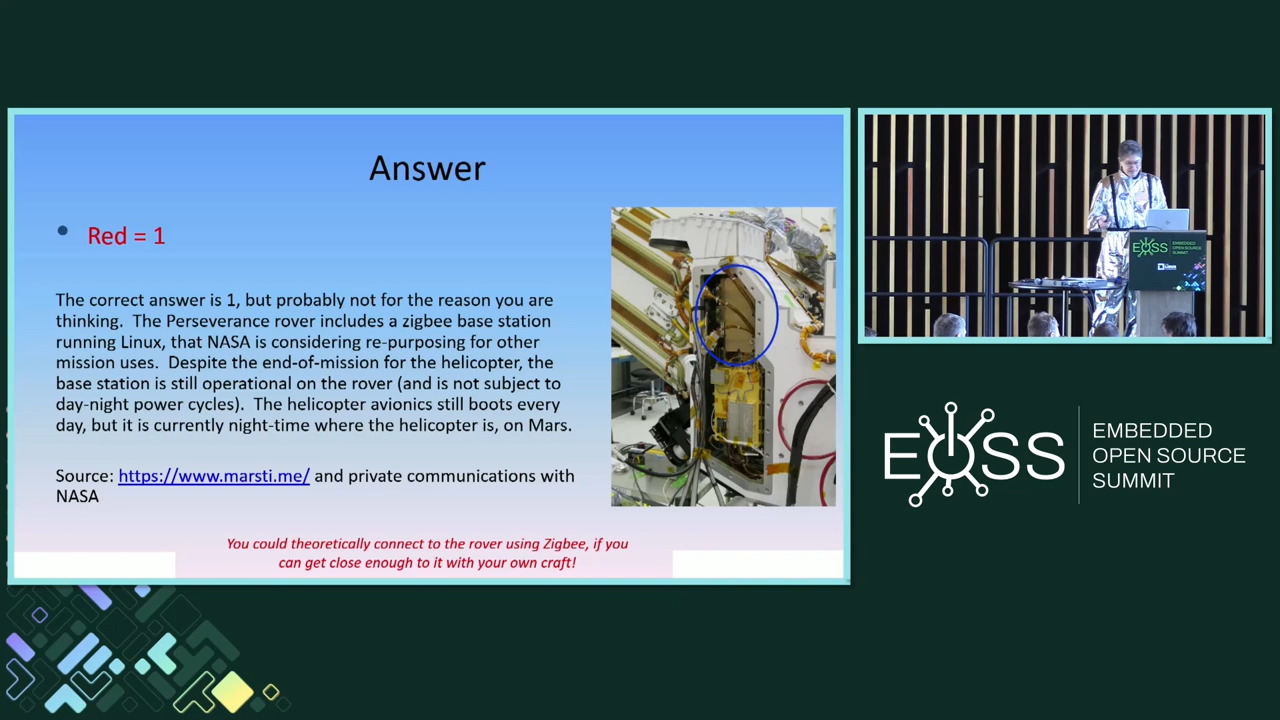 Answer
• Red = 1
The correct answer is 1, but probably not for the reason you are
thinking. The Perseverance rover includes a zigbee base station
running Linux, that NASA is considering re-purposing for other
mission uses. Despite the end-of-mission for the helicopter, the
base station is still operational on the rover (and is not subject to
day-night power cycles). The helicopter avionics still boots every
day, but it is currently night-time where the helicopter is, on Mars.
Source: https://www.marsti.me/ and private communications with
NASA
You could theoretically connect to the rover using Zigbee, if you
can get close enough to it with your own craft!
EOSS
EMBEDDED
OPEN SOURCE
SUMMIT
EOSS
EMBEDDED
OPEN SOURCE
SUMMIT